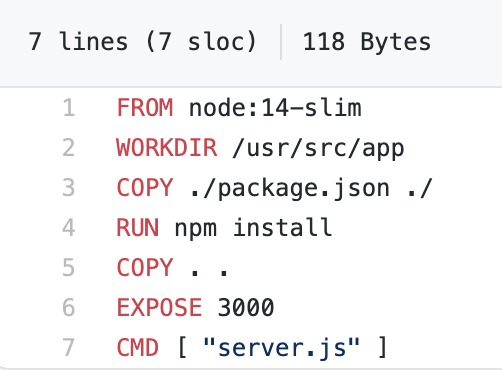 7 lines (7 sloc) 118 Bytes
1 FROM node:14-slim
2 WORKDIR /usr/src/app
3 COPY ./package.json ./
4 RUN npm install
5 COPY . .
6 EXPOSE 3000
7 CMD [ "server.js" ]